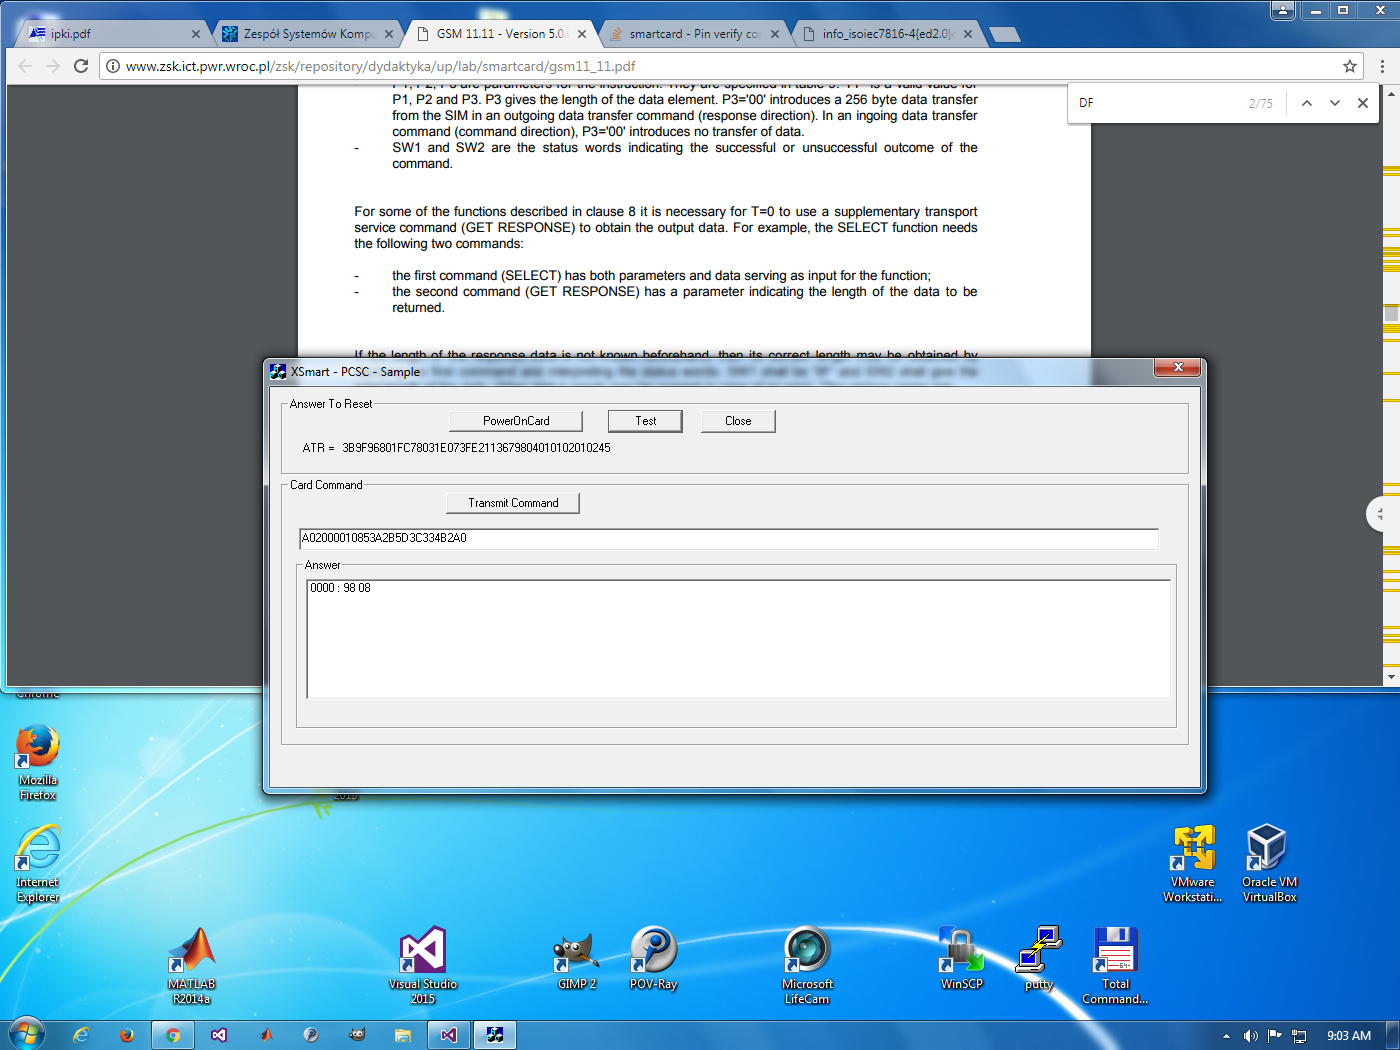 ipki.pdf
Zespół Systemów Kompu
GSM 11.11 - Version 5.0.
smartcard - Pin verify co
info_isoiec7816-4{ed2.0}
www.zsk.ict.pwr.wroc.pl/zsk/repository/dydaktyka/up/lab/smartcard/gsm11_11.pdf
DF
2/75
P1, P2 and P3. P3 gives the length of the data element. P3='00' introduces a 256 byte data transfer
from the SIM in an outgoing data transfer command (response direction). In an ingoing data transfer
command (command direction), P3='00' introduces no transfer of data.
- SW1 and SW2 are the status words indicating the successful or unsuccessful outcome of the
command.
For some of the functions described in clause 8 it is necessary for T=0 to use a supplementary transport
service command (GET RESPONSE) to obtain the output data. For example, the SELECT function needs
the following two commands:
- the first command (SELECT) has both parameters and data serving as input for the function;
- the second command (GET RESPONSE) has a parameter indicating the length of the data to be
returned.
If the length of the response data is not known beforehand, then its correct length may be obtained by
XSmart - PCSC - Sample
Answer To Reset
PowerOnCard
Test
Close
ATR = 3B9F96801FC78031E073FE2113679804010102010245
Card Command
Transmit Command
A02000010853A2B5D3C334B2A0
Answer
0000 : 98 08
Chrome
Mozilla
Firefox
2015
Internet
Explorer
VMware
Workstati...
Oracle VM
VirtualBox
MATLAB
R2014a
Visual Studio
2015
GIMP 2
POV-Ray
Microsoft
LifeCam
WinSCP
putty
Total
Command...
9:03 AM